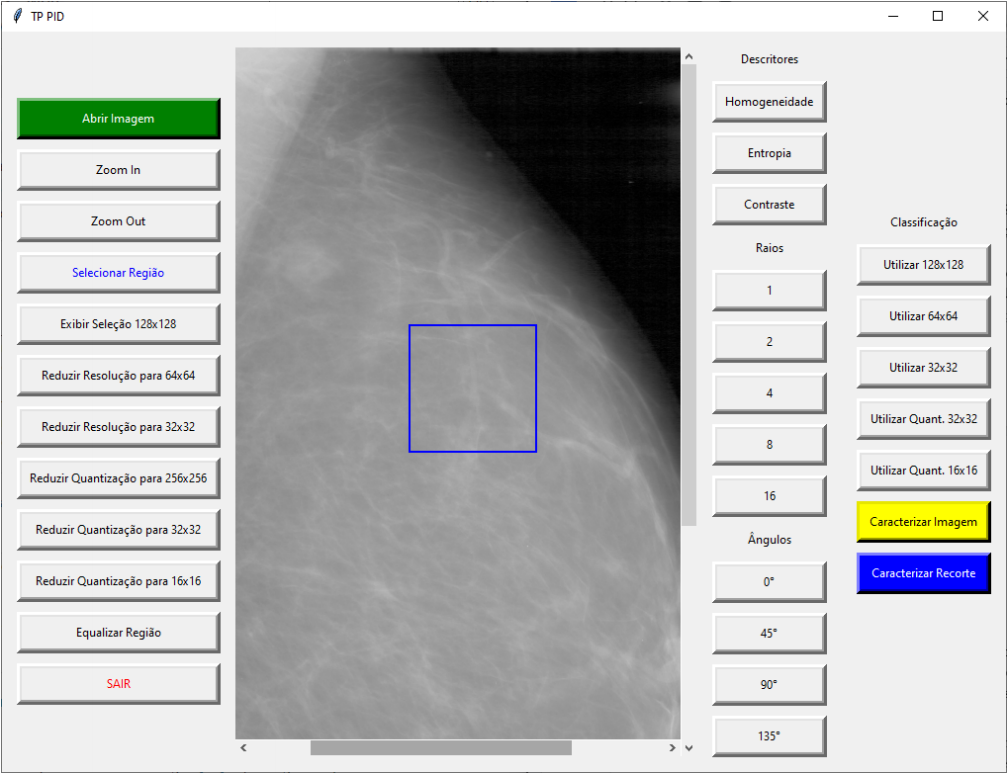 TP PID
Abrir Imagem
Zoom In
Zoom Out
Selecionar Região
Exibir Seleção 128x128
Reduzir Resolução para 64x64
Reduzir Resolução para 32x32
Reduzir Quantização para 256x256
Reduzir Quantização para 32x32
Reduzir Quantização para 16x16
Equalizar Região
SAIR
Descritores
Homogeneidade
Entropia
Contraste
Raios
1
2
4
8
16
Ângulos
0°
45°
90°
135°
Classificação
Utilizar 128x128
Utilizar 64x64
Utilizar 32x32
Utilizar Quant. 32x32
Utilizar Quant. 16x16
Caracterizar Imagem
Caracterizar Recorte